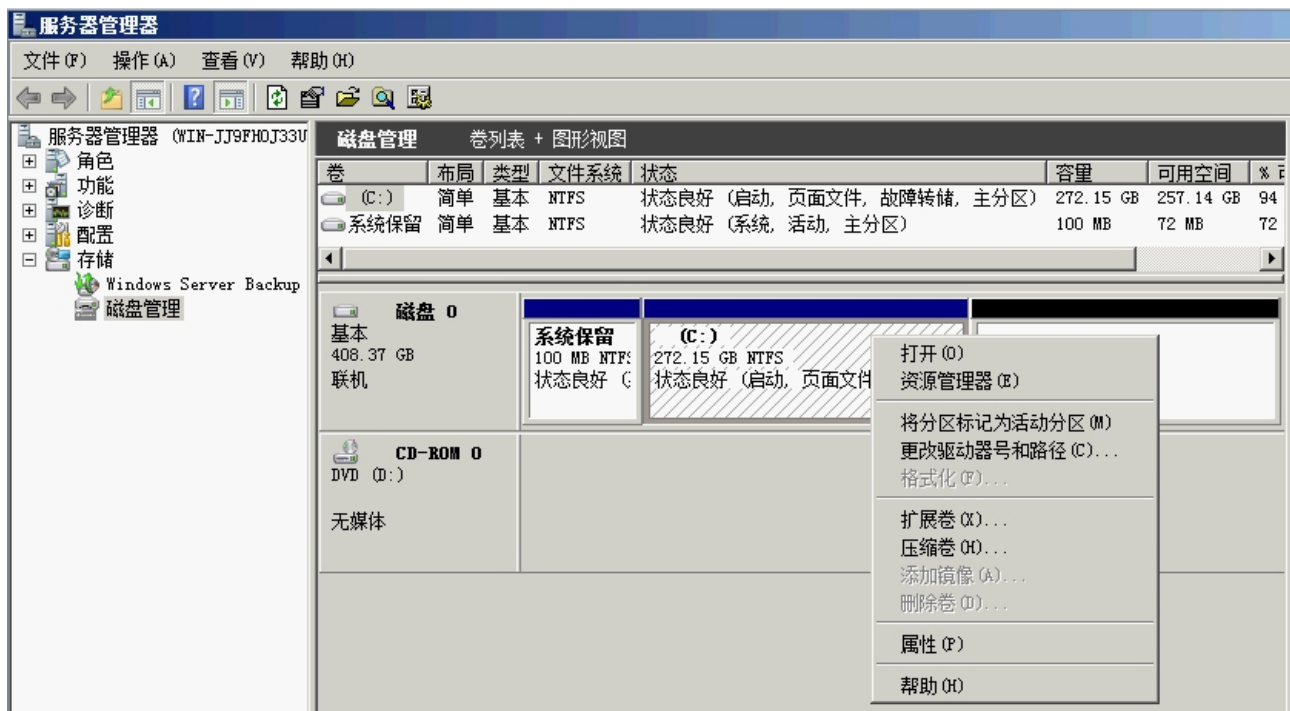 服务器管理器
文件(F) 操作(A) 查看(V) 帮助(H)
服务器管理器 (WIN-JJ9FHOJ33U
角色
功能
诊断
配置
存储
Windows Server Backup
磁盘管理
磁盘管理 卷列表 + 图形视图
卷 布局 类型 文件系统 状态 容量 可用空间 %
(C:) 简单 基本 NTFS 状态良好 (启动, 页面文件, 故障转储, 主分区) 272.15 GB 257.14 GB 94
系统保留 简单 基本 NTFS 状态良好 (系统, 活动, 主分区) 100 MB 72 MB 72
磁盘 0
基本
408.37 GB
联机
系统保留
100 MB NTFS
状态良好 (
(C:)
272.15 GB NTFS
状态良好 (启动, 页面文件
CD-ROM 0
DVD (D:)
无媒体
打开(O)
资源管理器(E)
将分区标记为活动分区(M)
更改驱动器号和路径(C)...
格式化(F)...
扩展卷(X)...
压缩卷(H)...
添加镜像(A)...
删除卷(D)...
属性(P)
帮助(H)